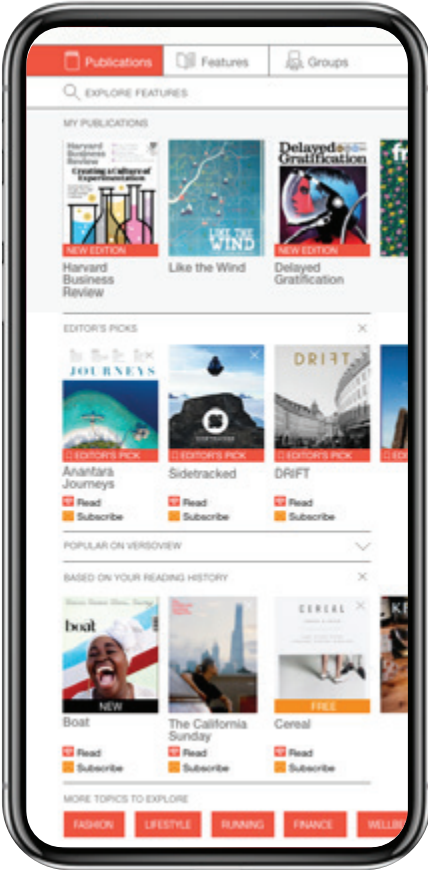 Publications
Features
Groups
EXPLORE FEATURES
MY PUBLICATIONS
Harvard
Business
Review
Creating a Culture of
Experimentation
NEW EDITION
LIKE THE
WIND
Delayed
Gratification
NEW EDITION
fr
Harvard
Business
Review
Like the Wind
Delayed
Gratification
EDITOR'S PICKS
JOURNEYS
EDITOR'S PICK
SIDETRACKED
EDITOR'S PICK
DRIFT
EDITOR'S PICK
EDI
Anantara
Journeys
Sidetracked
DRIFT
Read
Subscribe
Read
Subscribe
Read
Subscribe
POPULAR ON VERSOVIEW
BASED ON YOUR READING HISTORY
boat
NEW
CEREAL
FREE
Boat
The California
Sunday
Cereal
Read
Subscribe
Read
Subscribe
Read
Subscribe
MORE TOPICS TO EXPLORE
FASHION
LIFESTYLE
RUNNING
FINANCE
WELLBE